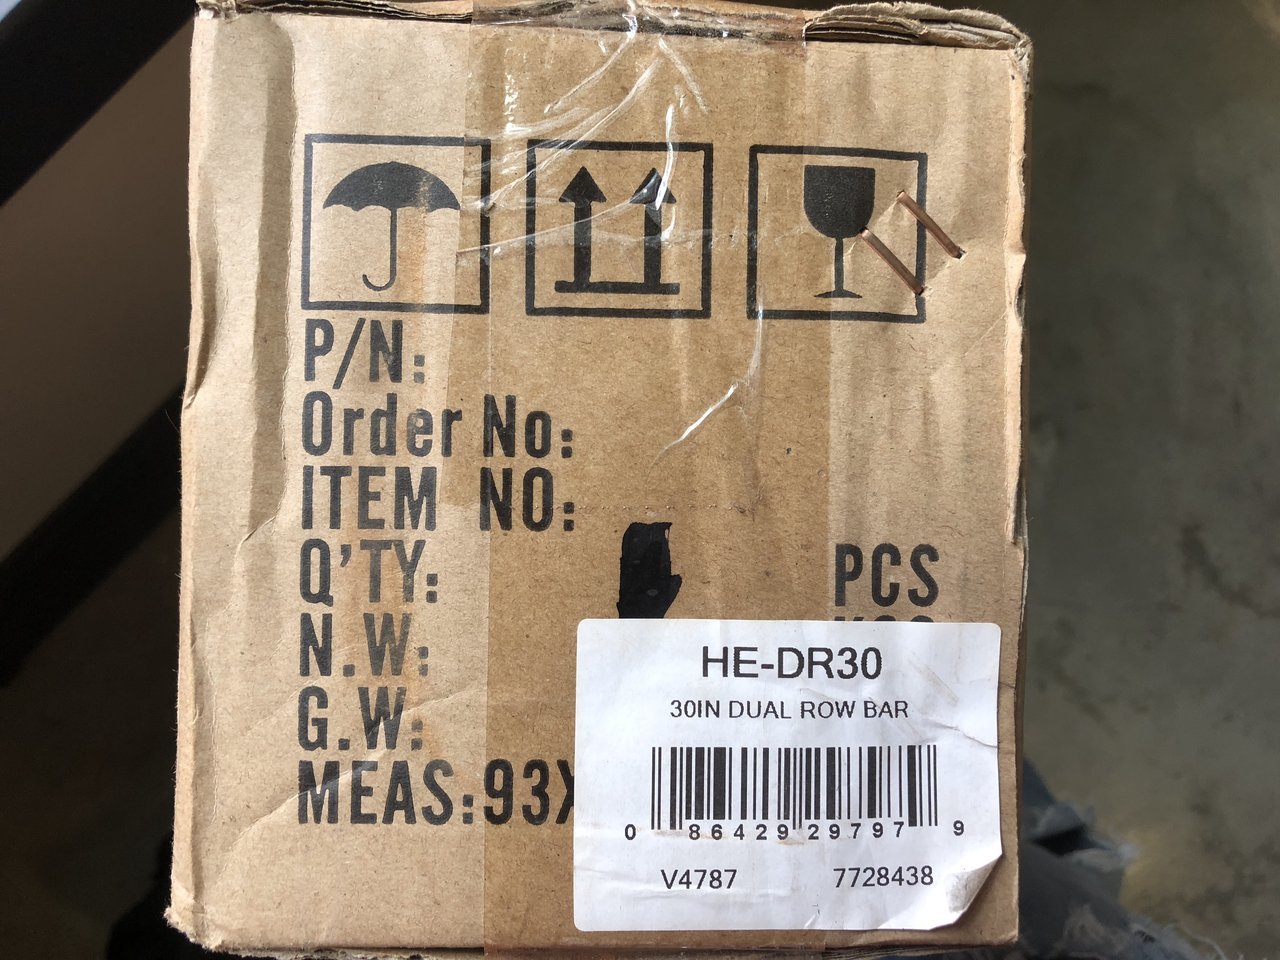 P/N:
Order No:
ITEM NO:
Q'TY: PCS
N.W:
G.W:
MEAS:93X
HE-DR30
30IN DUAL ROW BAR
0 86429 29797 9
V4787 7728438